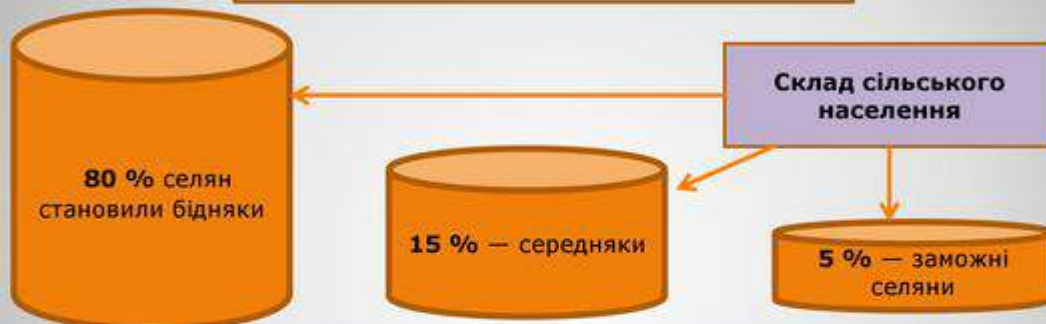 Склад сільського
населення
80 % селян
становили бідняки
15 % — середняки
5 % — заможні
селяни